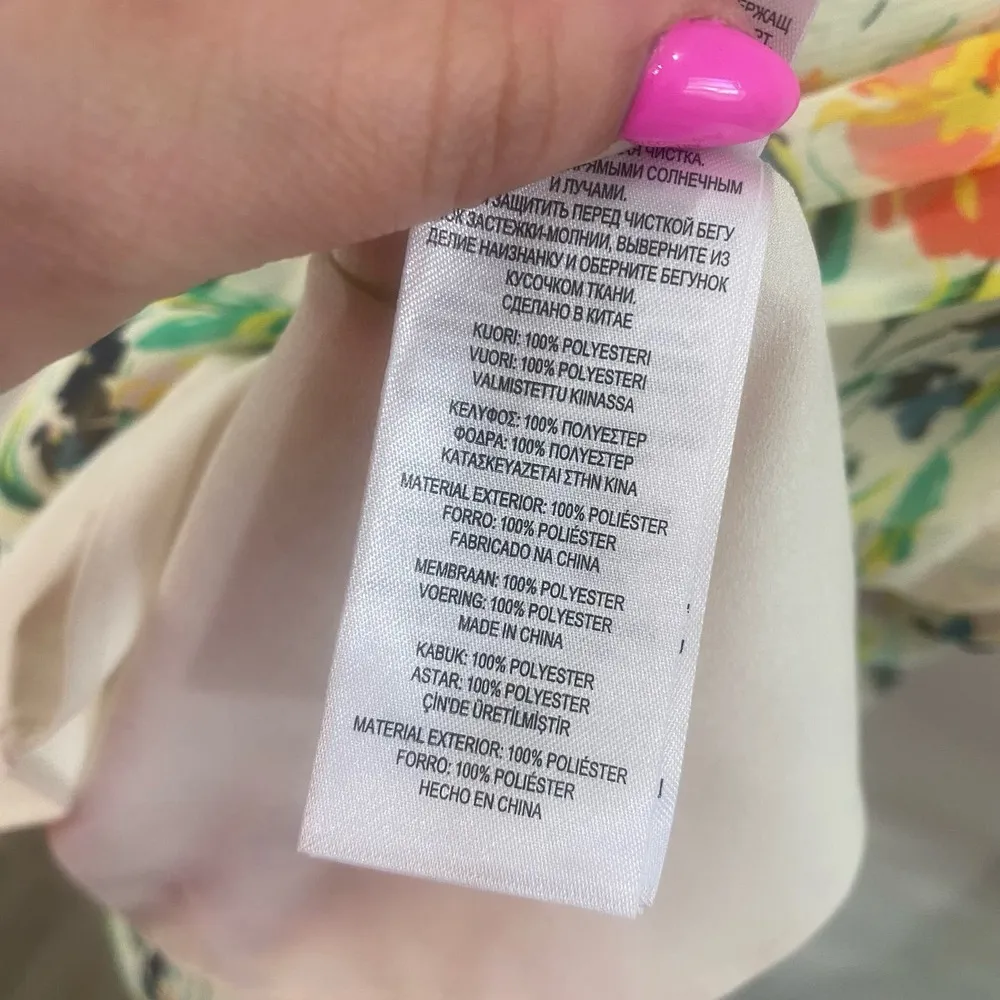 ЧИСТКА.
СОЛНЕЧНЫМ
И ЛУЧАМИ.
ЗАЩИТИТЬ ПЕРЕД ЧИСТКОЙ БЕГУ
ОК ЗАСТЕЖКИ-МОЛНИИ. ВЫВЕРНИТЕ ИЗ
ДЕЛИЕ НАИЗНАНКУ И ОБЕРНИТЕ БЕГУНОК
КУСОЧКОМ ТКАНИ.
СДЕЛАНО В КИТАЕ
KUORI: 100% POLYESTERI
VUORI: 100% POLYESTERI
VALMISTETTU KIINASSA
ΚΕΛΥΦΟΣ: 100% ΠΟΛΥΕΣΤΕΡ
ΦΟΔΡΑ: 100% ΠΟΛΥΕΣΤΕΡ
ΚΑΤΑΣΚΕΥΑΖΕΤΑΙ ΣΤΗΝ ΚΙΝΑ
MATERIAL EXTERIOR: 100% POLIÉSTER
FORRO: 100% POLIÉSTER
FABRICADO NA CHINA
MEMBRAAN: 100% POLYESTER
VOERING: 100% POLYESTER
MADE IN CHINA
KABUK: 100% POLYESTER
ASTAR: 100% POLYESTER
ÇİN'DE ÜRETİLMİŞTİR
MATERIAL EXTERIOR: 100% POLIÉSTER
FORRO: 100% POLIÉSTER
HECHO EN CHINA